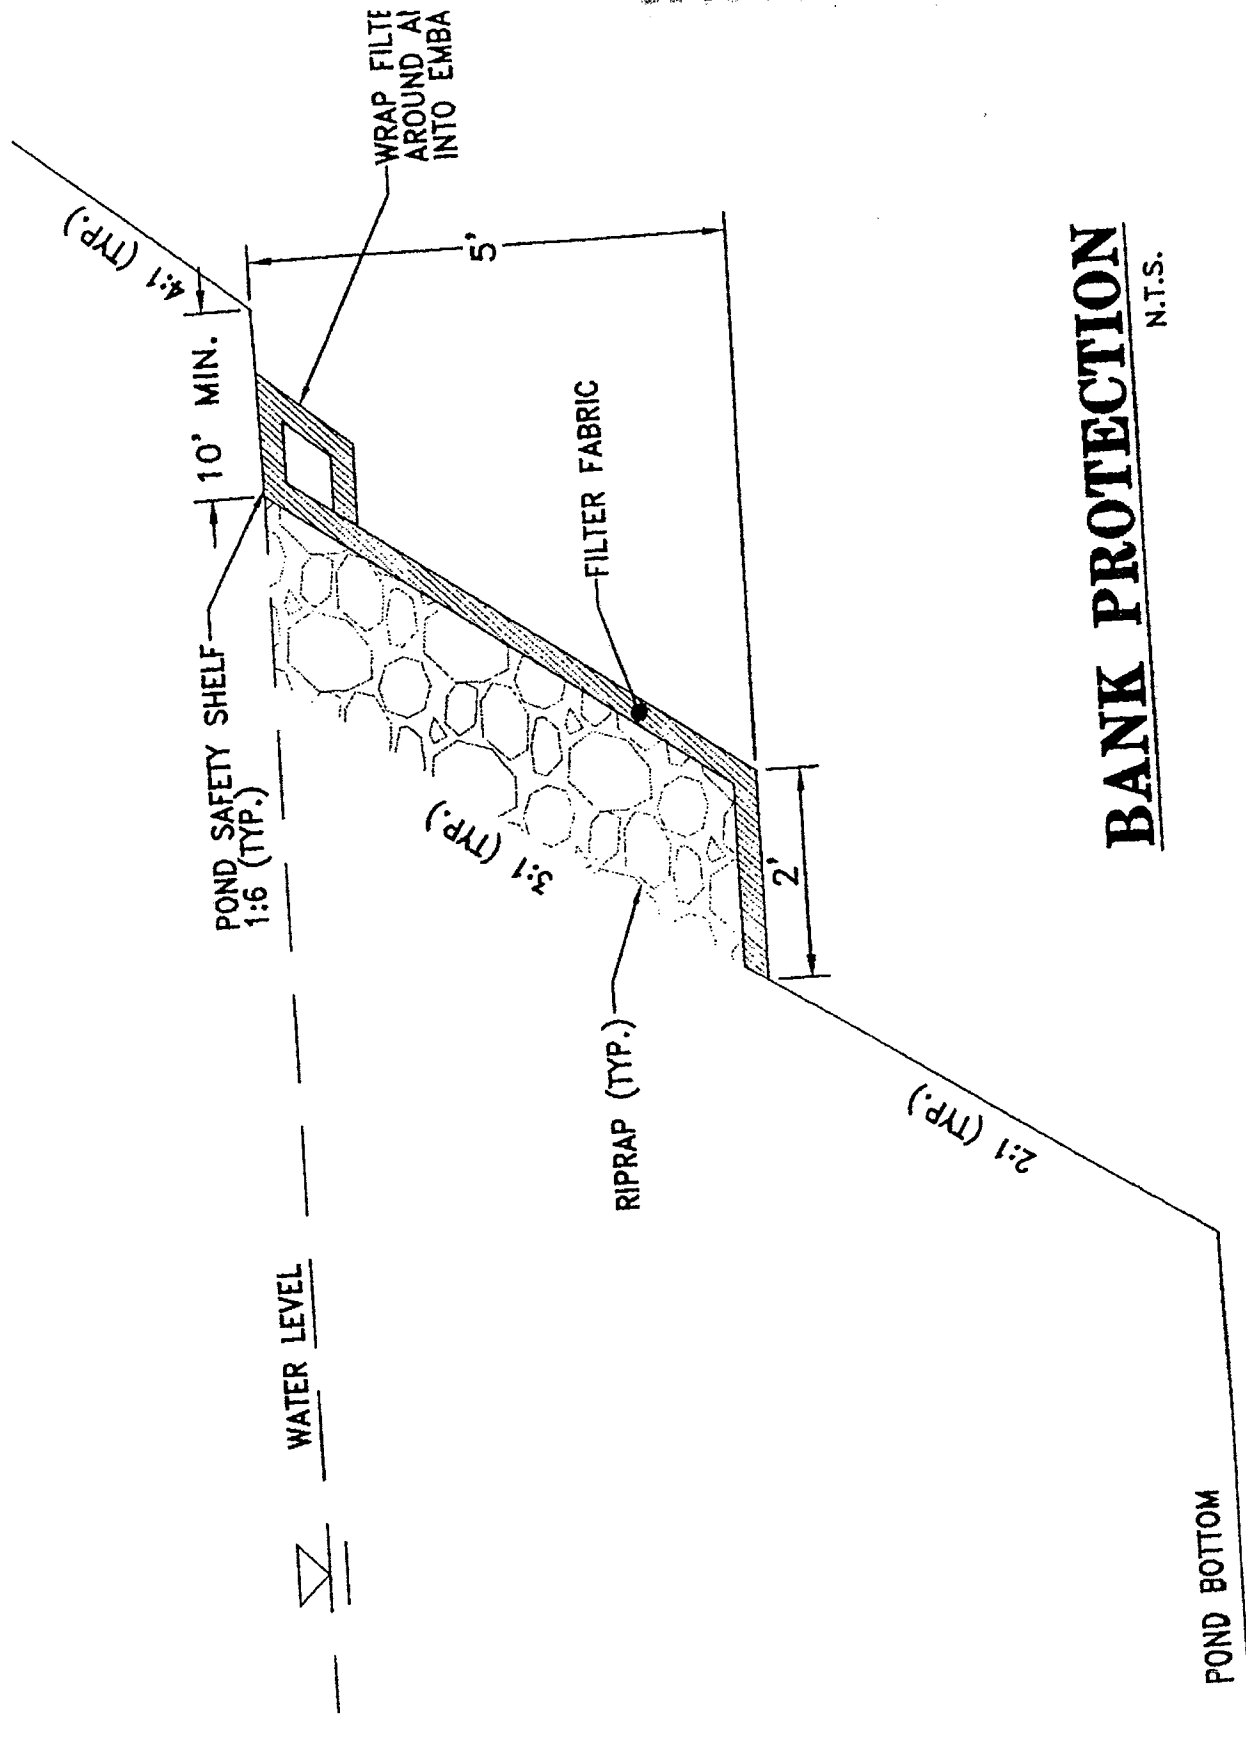 4:1 (TYP.)
10' MIN.
WRAP FILTE
AROUND
INTO EMBA
POND SAFETY SHELF
1:6 (TYP.)
5'
WATER LEVEL
FILTER FABRIC
3:1 (TYP.)
RIPRAP (TYP.)
2'
2:1 (TYP.)
POND BOTTOM
BANK PROTECTION
N.T.S.